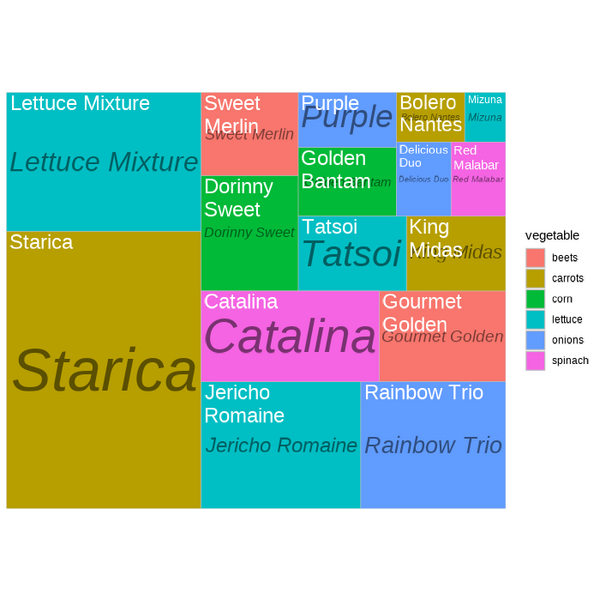 Lettuce Mixture
Lettuce Mixture
Starica
Starica
Sweet
Merlin
Sweet Merlin
Dorinny
Sweet
Dorinny Sweet
Purple
Purple
Golden
Bantam
Tatsoi
Tatsoi
Bolero
Nantes
Bolero Nantes
Mizuna
Mizuna
Delicious
Duo
Delicious Duo
Red
Malabar
Red Malabar
King
Midas
King Midas
Catalina
Catalina
Gourmet
Golden
Gourmet Golden
Jericho
Romaine
Jericho Romaine
Rainbow Trio
Rainbow Trio
vegetable
beets
carrots
corn
lettuce
onions
spinach